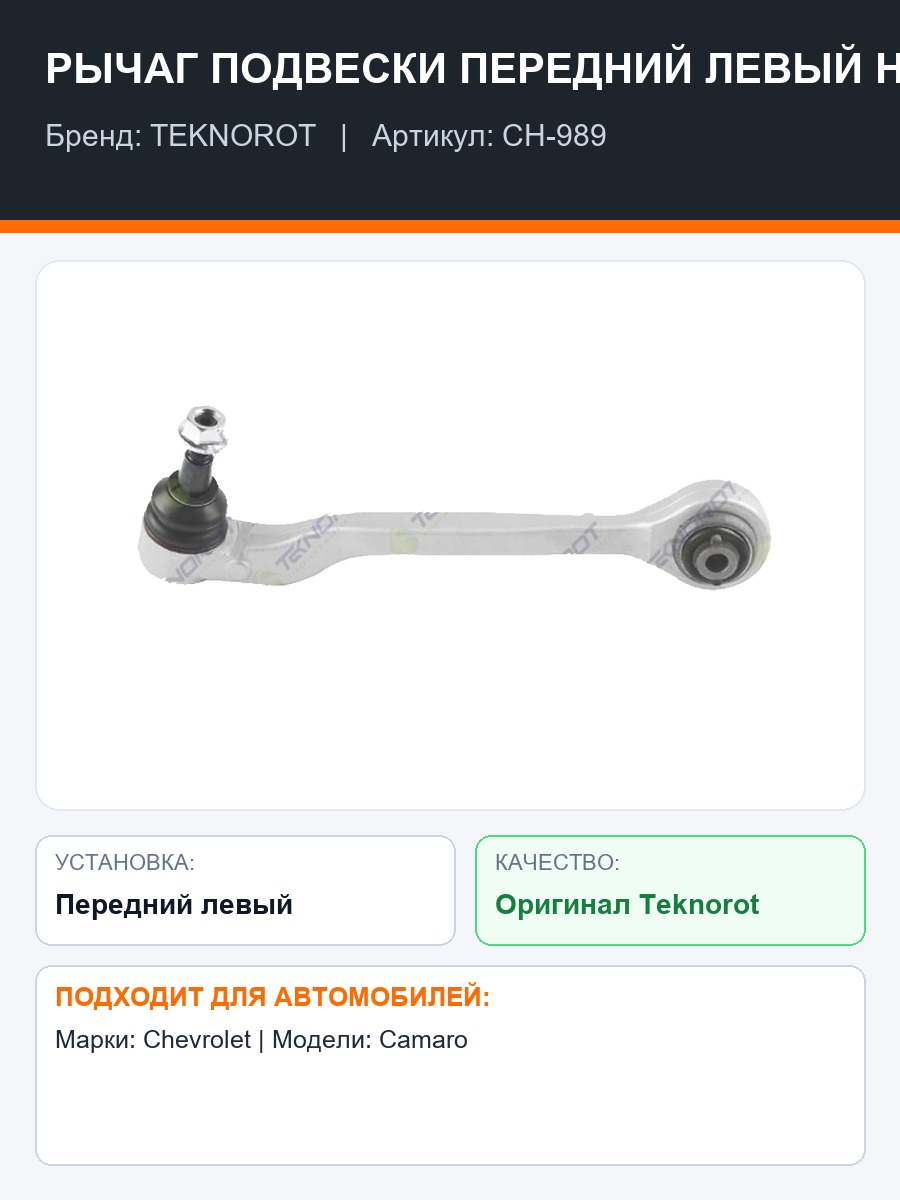 РЫЧАГ ПОДВЕСКИ ПЕРЕДНИЙ ЛЕВЫЙ Н
Бренд: TEKNOROT | Артикул: CH-989
УСТАНОВКА:
Передний левый
КАЧЕСТВО:
Оригинал Teknorot
ПОДХОДИТ ДЛЯ АВТОМОБИЛЕЙ:
Марки: Chevrolet | Модели: Camaro